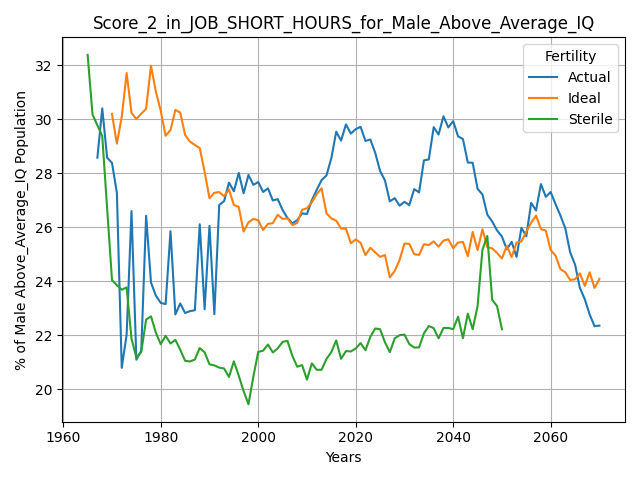 Score_2_in_JOB_SHORT_HOURS_for_Male_Above_Average_IQ
Fertility
Actual
Ideal
Sterile
% of Male Above_Average_IQ Population
32
30
28
26
24
22
20
1960
1980
2000
2020
2040
2060
Years